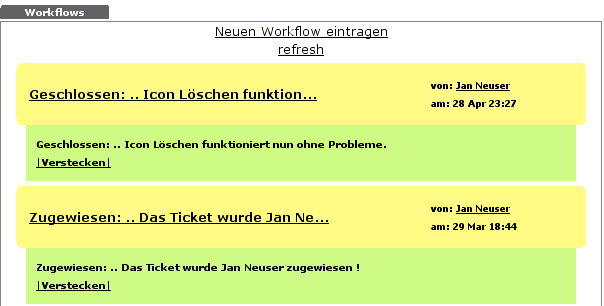 Workflows
Neuen Workflow eintragen
refresh
Geschlossen: .. Icon Löschen funktion...
von: Jan Neuser
am: 28 Apr 23:27
Geschlossen: .. Icon Löschen funktioniert nun ohne Probleme.
|Verstecken|
Zugewiesen: .. Das Ticket wurde Jan Ne...
von: Jan Neuser
am: 29 Mar 18:44
Zugewiesen: .. Das Ticket wurde Jan Neuser zugewiesen !
|Verstecken|